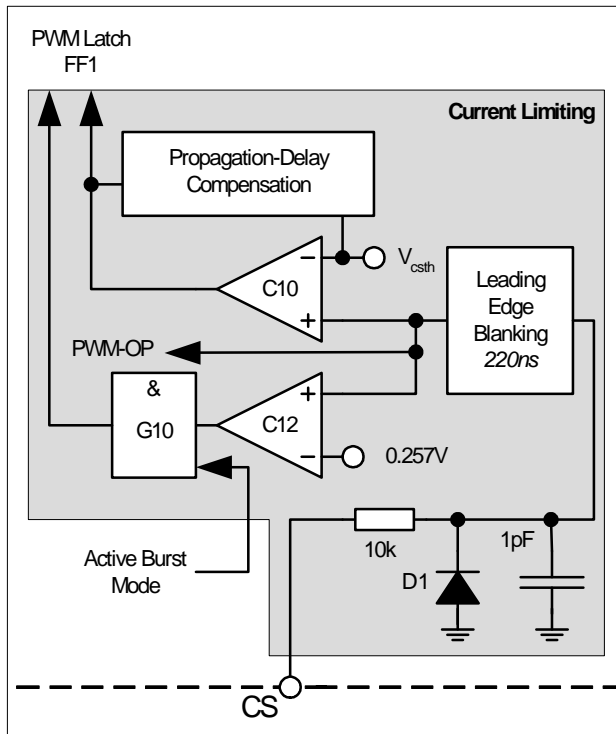 PWM Latch
FF1
Current Limiting
Propagation-Delay
Compensation
−
Vcsth
C10
+
Leading
Edge
Blanking
220ns
PWM-OP
&
G10
+
C12
−
0.257V
10k
1pF
D1
Active Burst
Mode
CS